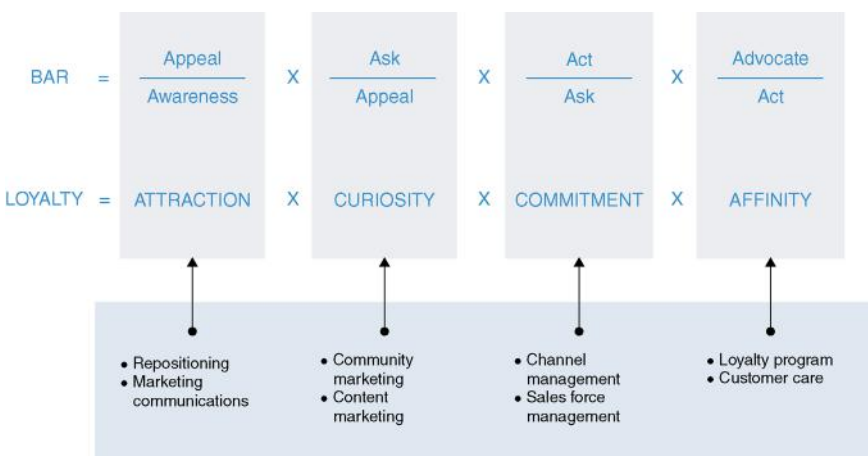 BAR = Appeal / Awareness X Ask / Appeal X Act / Ask X Advocate / Act
LOYALTY = ATTRACTION X CURIOSITY X COMMITMENT X AFFINITY
• Repositioning
• Marketing
communications
• Community
marketing
• Content
marketing
• Channel
management
• Sales force
management
• Loyalty program
• Customer care